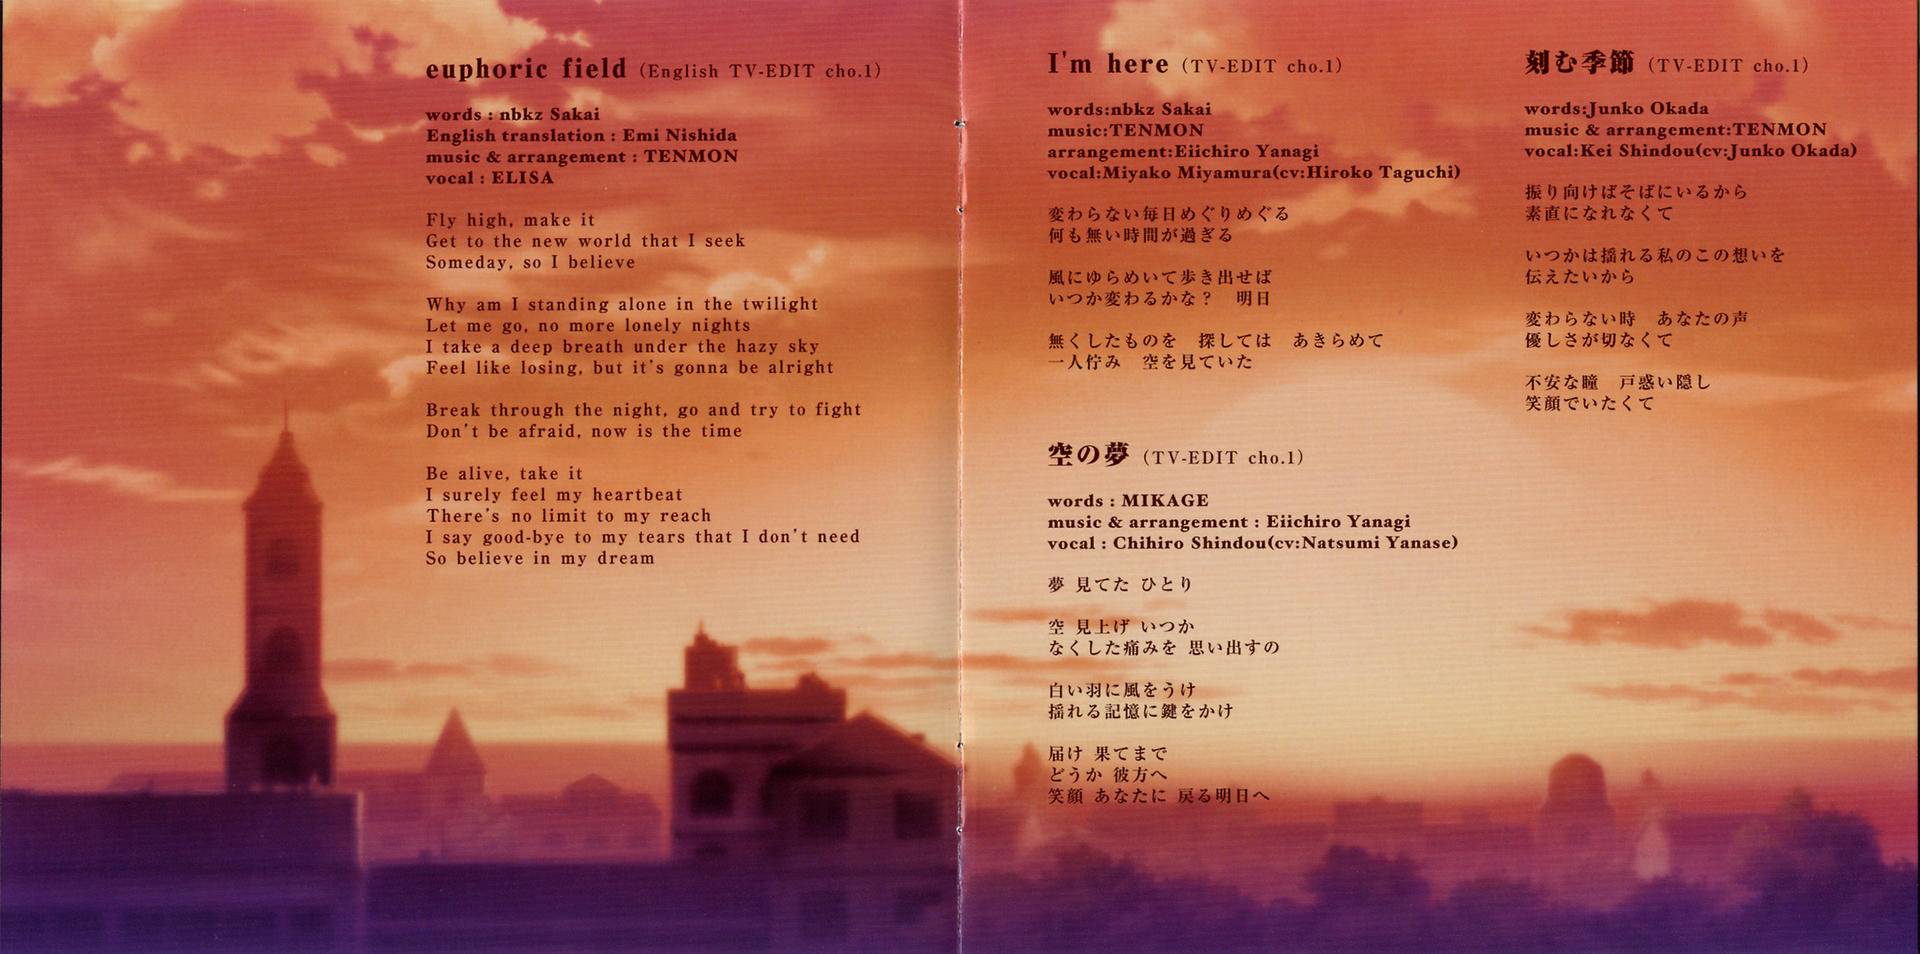 euphoric field (English TV-EDIT cho.1)
words : nbkz Sakai
English translation : Emi Nishida
music & arrangement : TENMON
vocal : ELISA
Fly high, make it
Get to the new world that I seek
Someday, so I believe
Why am I standing alone in the twilight
Let me go, no more lonely nights
I take a deep breath under the hazy sky
Feel like losing, but it's gonna be alright
Break through the night, go and try to fight
Don't be afraid, now is the time
Be alive, take it
I surely feel my heartbeat
There's no limit to my reach
I say good-bye to my tears that I don't need
So believe in my dream
I'm here (TV-EDIT cho.1)
words:nbkz Sakai
music:TENMON
arrangement:Eiichiro Yanagi
vocal:Miyako Miyamura(cv:Hiroko Taguchi)
変わらない毎日めぐりめぐる
何も無い時間が過ぎる
風にゆらめいて歩き出せば
いつか変わるかな？　明日
無くしたものを　探しては　あきらめて
一人佇み　空を見ていた
空の夢 (TV-EDIT cho.1)
words : MIKAGE
music & arrangement : Eiichiro Yanagi
vocal : Chihiro Shindou(cv:Natsumi Yanase)
夢 見てた ひとり
空 見上げ いつか
なくした痛みを 思い出すの
白い羽に風をうけ
揺れる記憶に鍵をかけ
届け 果てまで
どうか 彼方へ
笑顔 あなたに 戻る明日へ
刻む季節 (TV-EDIT cho.1)
words:Junko Okada
music & arrangement:TENMON
vocal:Kei Shindou(cv:Junko Okada)
振り向けばそばにいるから
素直になれなくて
いつかは揺れる私のこの想いを
伝えたいから
変わらない時　あなたの声
優しさが切なくて
不安な瞳　戸惑い隠し
笑顔でいたくて